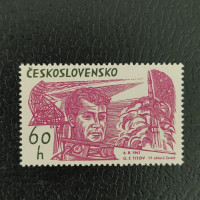 ČESKOSLOVENSKO
60
h
6. 8. 1961
G. S. TITOV